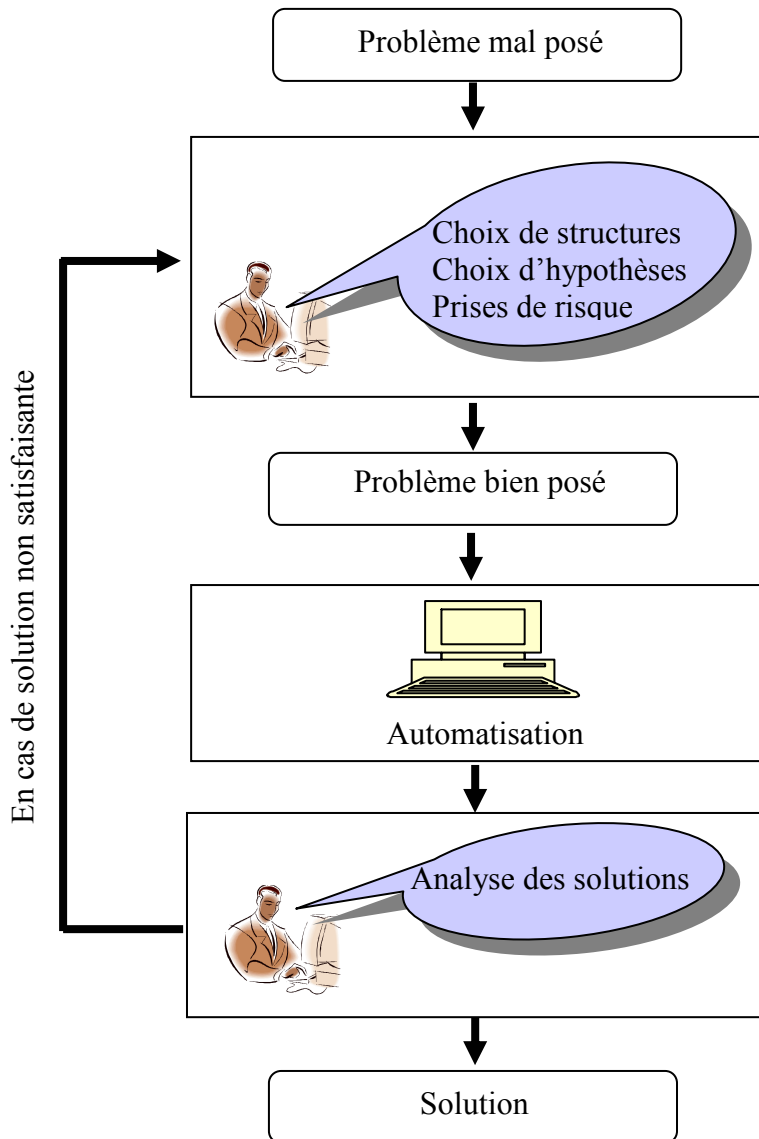 Problème mal posé
Choix de structures
Choix d’hypothèses
Prises de risque
Problème bien posé
Automatisation
Analyse des solutions
Solution
En cas de solution non satisfaisante